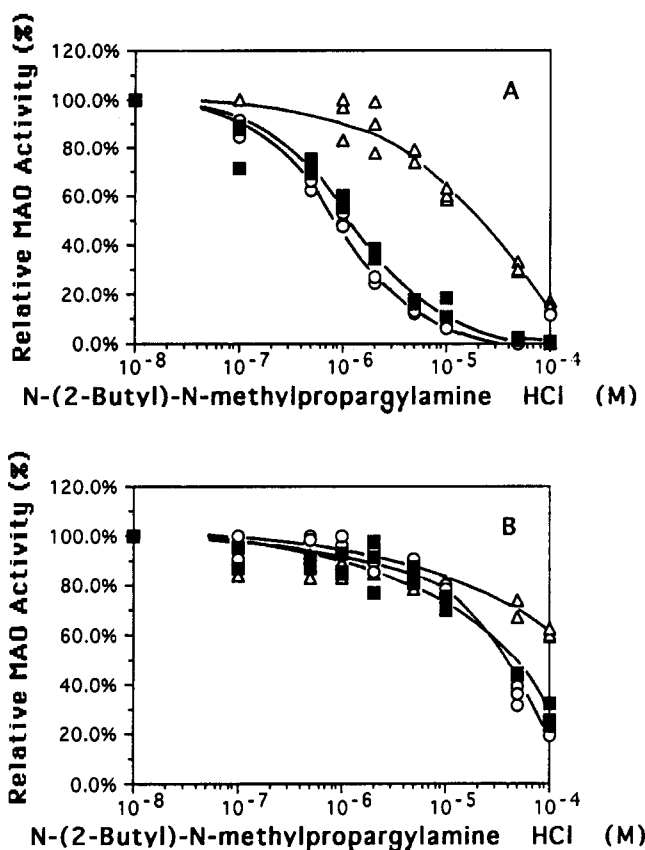 120.0%
100.0%
80.0%
60.0%
40.0%
20.0%
0.0%
Relative MAO Activity (%)
A
10-8 10-7 10-6 10-5 10-4
N-(2-Butyl)-N-methylpropargylamine HCl (M)
120.0%
100.0%
80.0%
60.0%
40.0%
20.0%
0.0%
Relative MAO Activity (%)
B
10-8 10-7 10-6 10-5 10-4
N-(2-Butyl)-N-methylpropargylamine HCl (M)